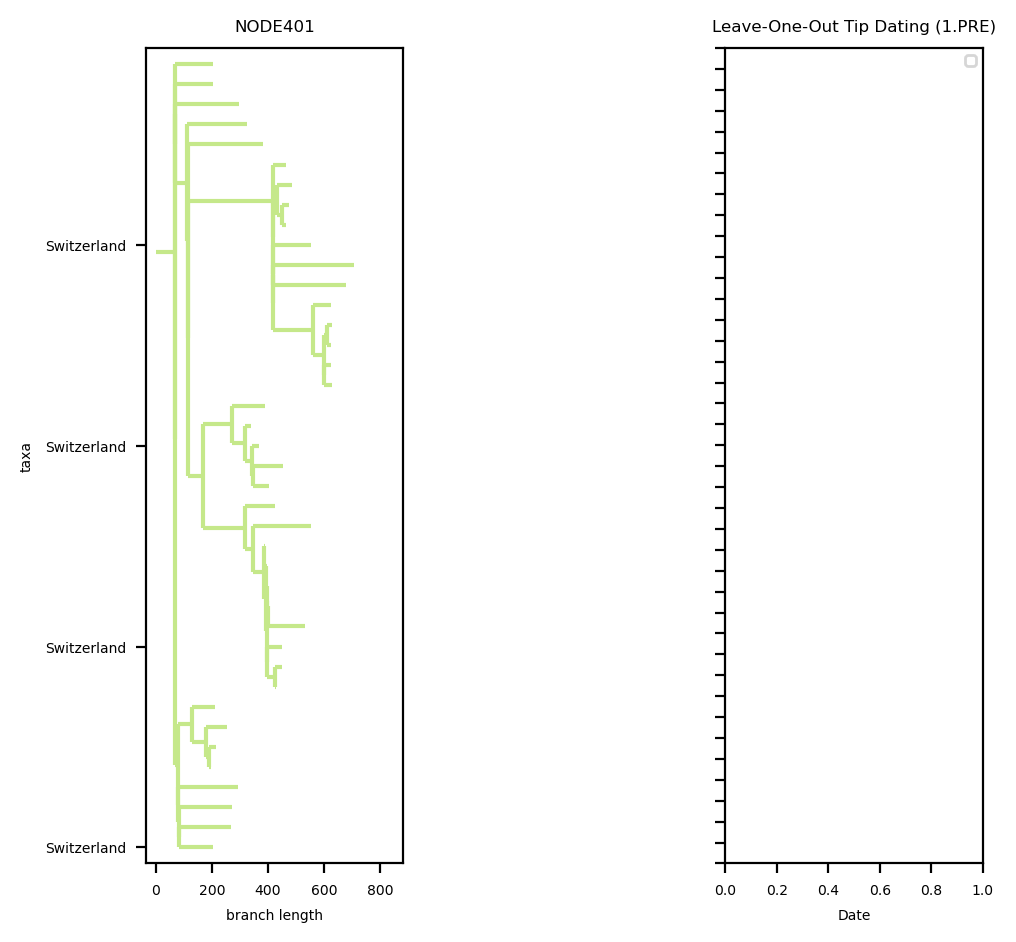 NODE401
Leave-One-Out Tip Dating (1.PRE)
taxa
Switzerland
Switzerland
Switzerland
Switzerland
0 200 400 600 800
branch length
0.0 0.2 0.4 0.6 0.8 1.0
Date